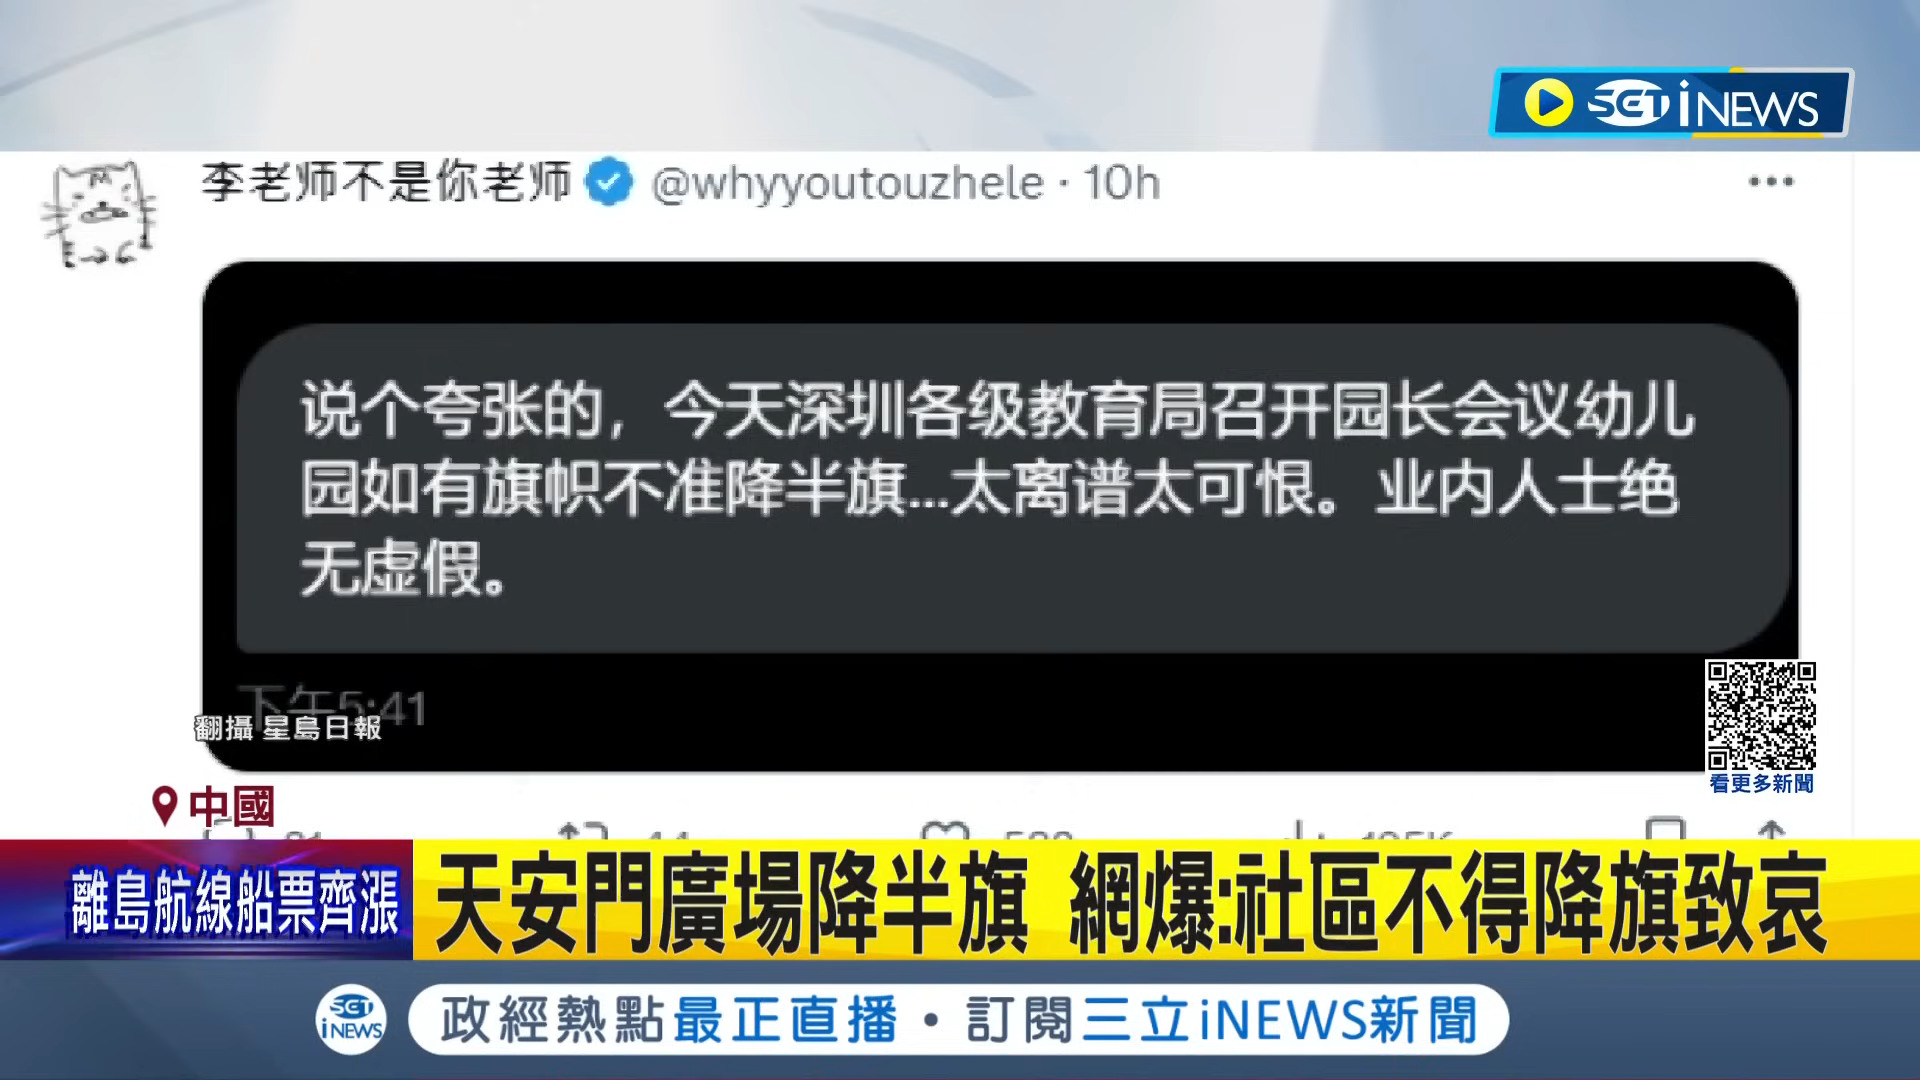 SET iNEWS
李老师不是你老师 @whyyoutouzhele · 10h
说个夸张的，今天深圳各级教育局召开园长会议幼儿
园如有旗帜不准降半旗...太离谱太可恨。业内人士绝
无虚假。
下午5:41
翻攝 星島日報
看更多新聞
中國
離島航線船票齊漲
天安門廣場降半旗 網爆:社區不得降旗致哀
SET iNEWS
政經熱點最正直播・訂閱三立iNEWS新聞